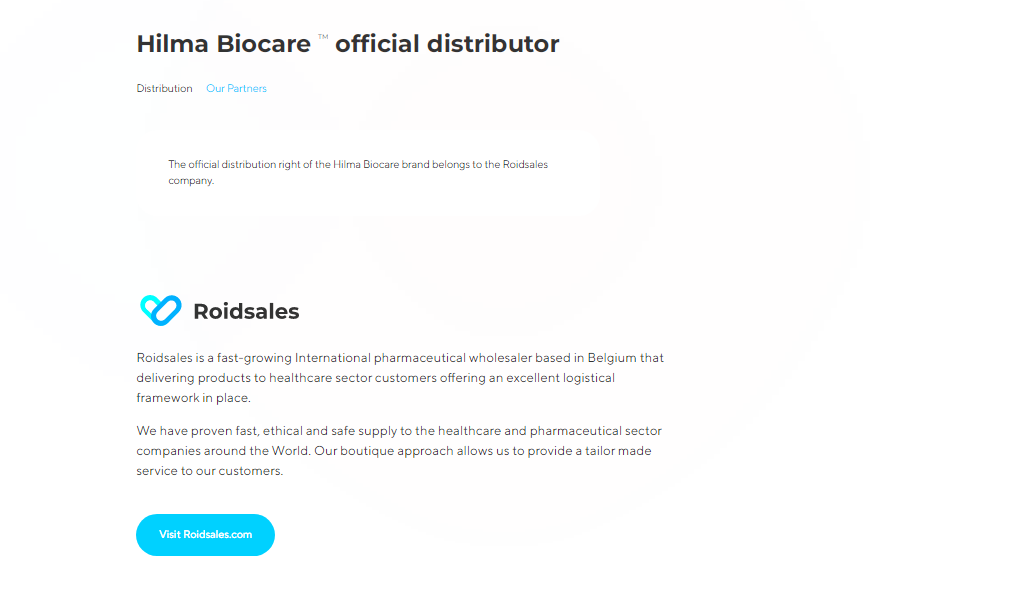 Hilma Biocare ™ official distributor
Distribution Our Partners
The official distribution right of the Hilma Biocare brand belongs to the Roidsales
company.
Roidsales
Roidsales is a fast-growing International pharmaceutical wholesaler based in Belgium that
delivering products to healthcare sector customers offering an excellent logistical
framework in place.
We have proven fast, ethical and safe supply to the healthcare and pharmaceutical sector
companies around the World. Our boutique approach allows us to provide a tailor made
service to our customers.
Visit Roidsales.com